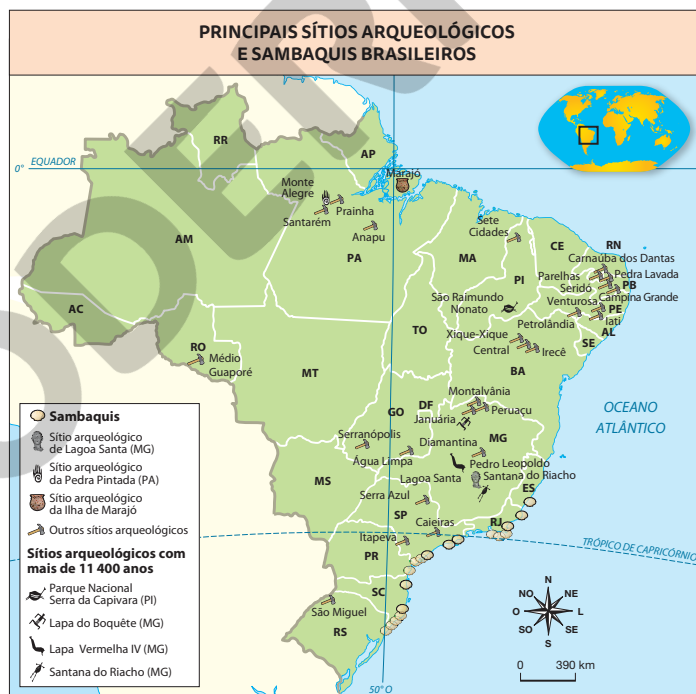 PRINCIPAIS SÍTIOS ARQUEOLÓGICOS
E SAMBAQUIS BRASILEIROS
RR
AP
0°
EQUADOR
Marajó
Monte
Alegre
Prainha
Santarém
Anapu
Sete
Cidades
CE
RN
AM
PA
MA
PI
Carnaúba dos Dantas
Parelhas
Pedra Lavada
Seridó
PB
Campina Grande
Venturosa
PE
São Raimundo
Nonato
Petrolândia
Iati
AL
AC
TO
Xique-Xique
SE
Central
Irecê
RO
Médio
Guaporé
MT
BA
Montalvânia
DF
GO
Januária
Peruaçu
OCEANO
ATLÂNTICO
Serranópolis
Diamantina
MG
Água Limpa
Pedro Leopoldo
MS
Lagoa Santa
Santana do Riacho
Serra Azul
ES
SP
Caieiras
RJ
Itapeva
TRÓPICO DE CAPRICÓRNIO
PR
SC
São Miguel
RS
50° O
Sambaquis
Sítio arqueológico
de Lagoa Santa (MG)
Sítio arqueológico
da Pedra Pintada (PA)
Sítio arqueológico
da Ilha de Marajó
Outros sítios arqueológicos
Sítios arqueológicos com
mais de 11 400 anos
Parque Nacional
Serra da Capivara (PI)
Lapa do Boquête (MG)
Lapa Vermelha IV (MG)
Santana do Riacho (MG)
N
NO
NE
O
L
SO
SE
S
0
390 km